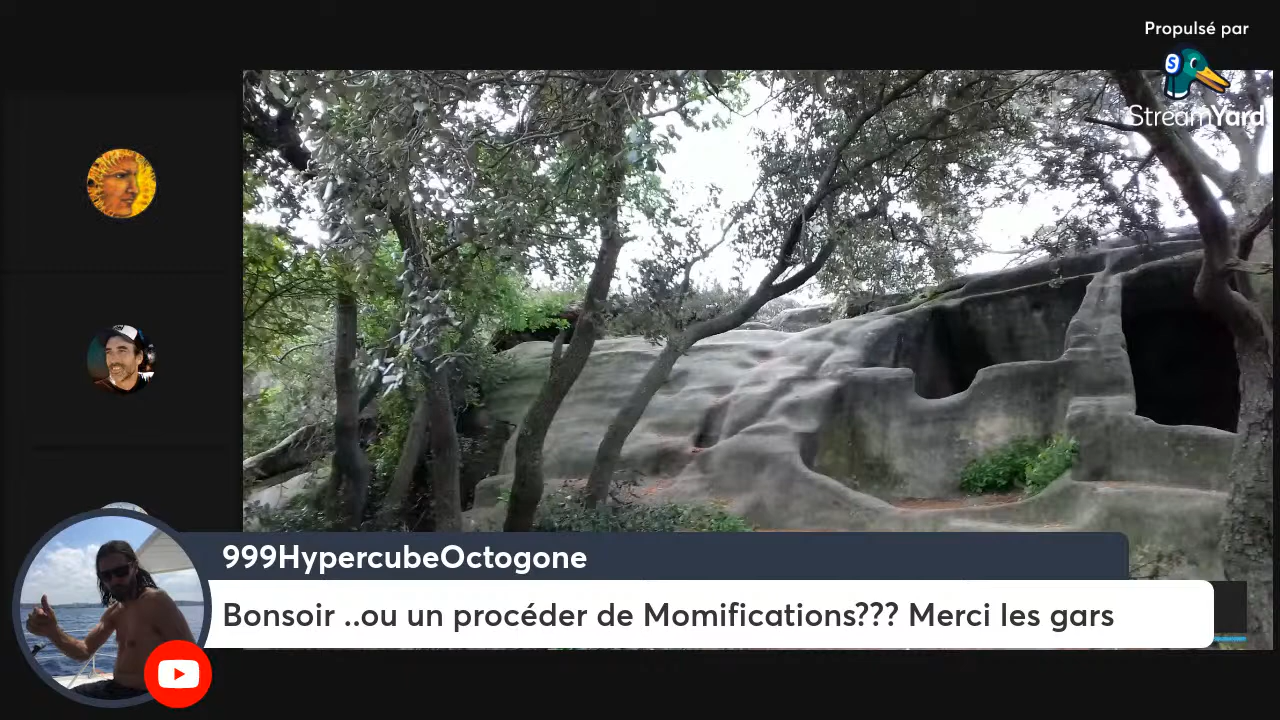 Propulsé par
StreamYard
999HypercubeOctogone
Bonsoir ..ou un procéder de Momifications??? Merci les gars